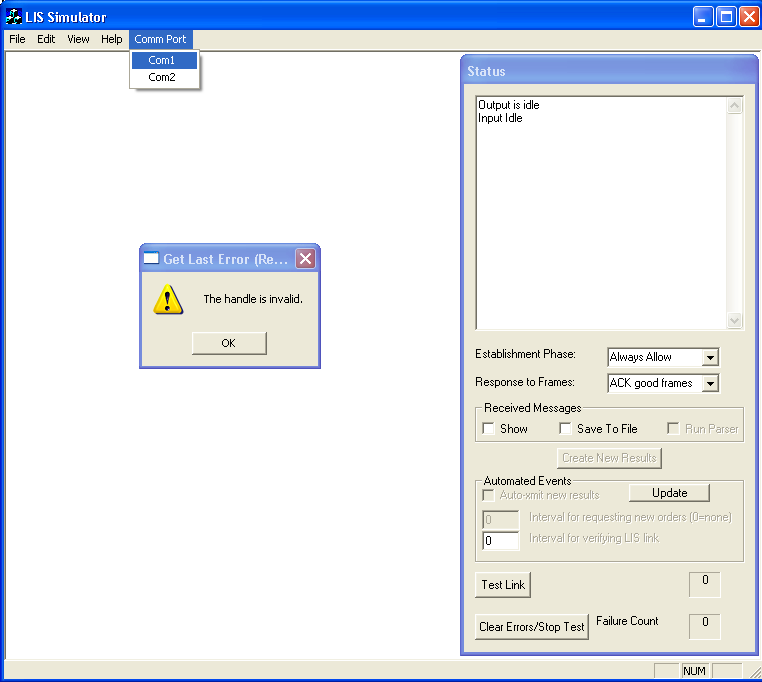 LIS Simulator
File Edit View Help Comm Port
Com1
Com2
Status
Output is idle
Input Idle
Get Last Error (Re...
The handle is invalid.
OK
Establishment Phase: Always Allow
Response to Frames: ACK good frames
Received Messages
Show Save To File Run Parser
Create New Results
Automated Events
Auto-xmit new results Update
0 Interval for requesting new orders (0=none)
0 Interval for verifying LIS link
Test Link 0
Clear Errors/Stop Test Failure Count 0
NUM